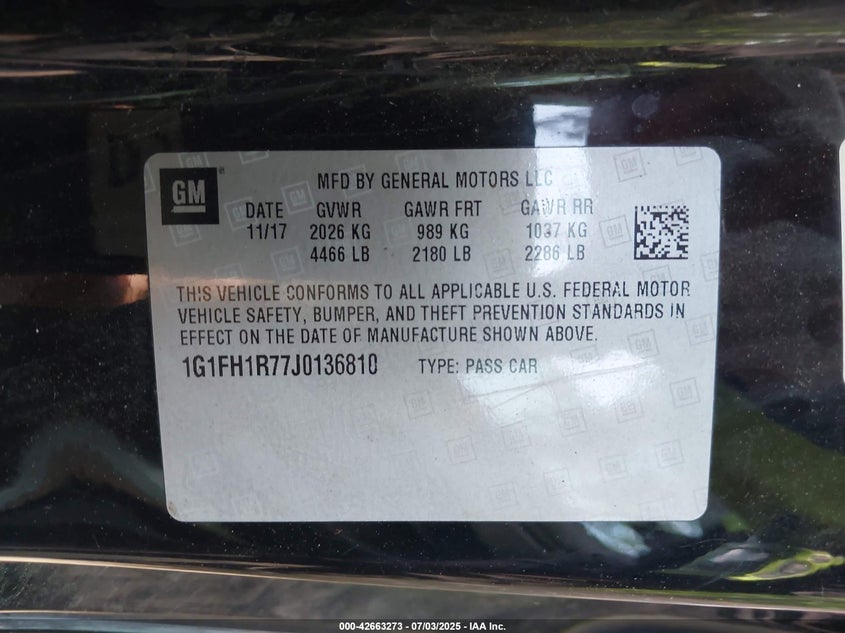 GM
MFD BY GENERAL MOTORS LLC
DATE GVWR GAWR FRT GAWR RR
11/17 2026 KG 989 KG 1037 KG
4466 LB 2180 LB 2286 LB
THIS VEHICLE CONFORMS TO ALL APPLICABLE U.S. FEDERAL MOTOR
VEHICLE SAFETY, BUMPER, AND THEFT PREVENTION STANDARDS IN
EFFECT ON THE DATE OF MANUFACTURE SHOWN ABOVE.
1G1FH1R77J0136810 TYPE: PASS CAR
000-42663273 - 07/03/2025 - IAA Inc.